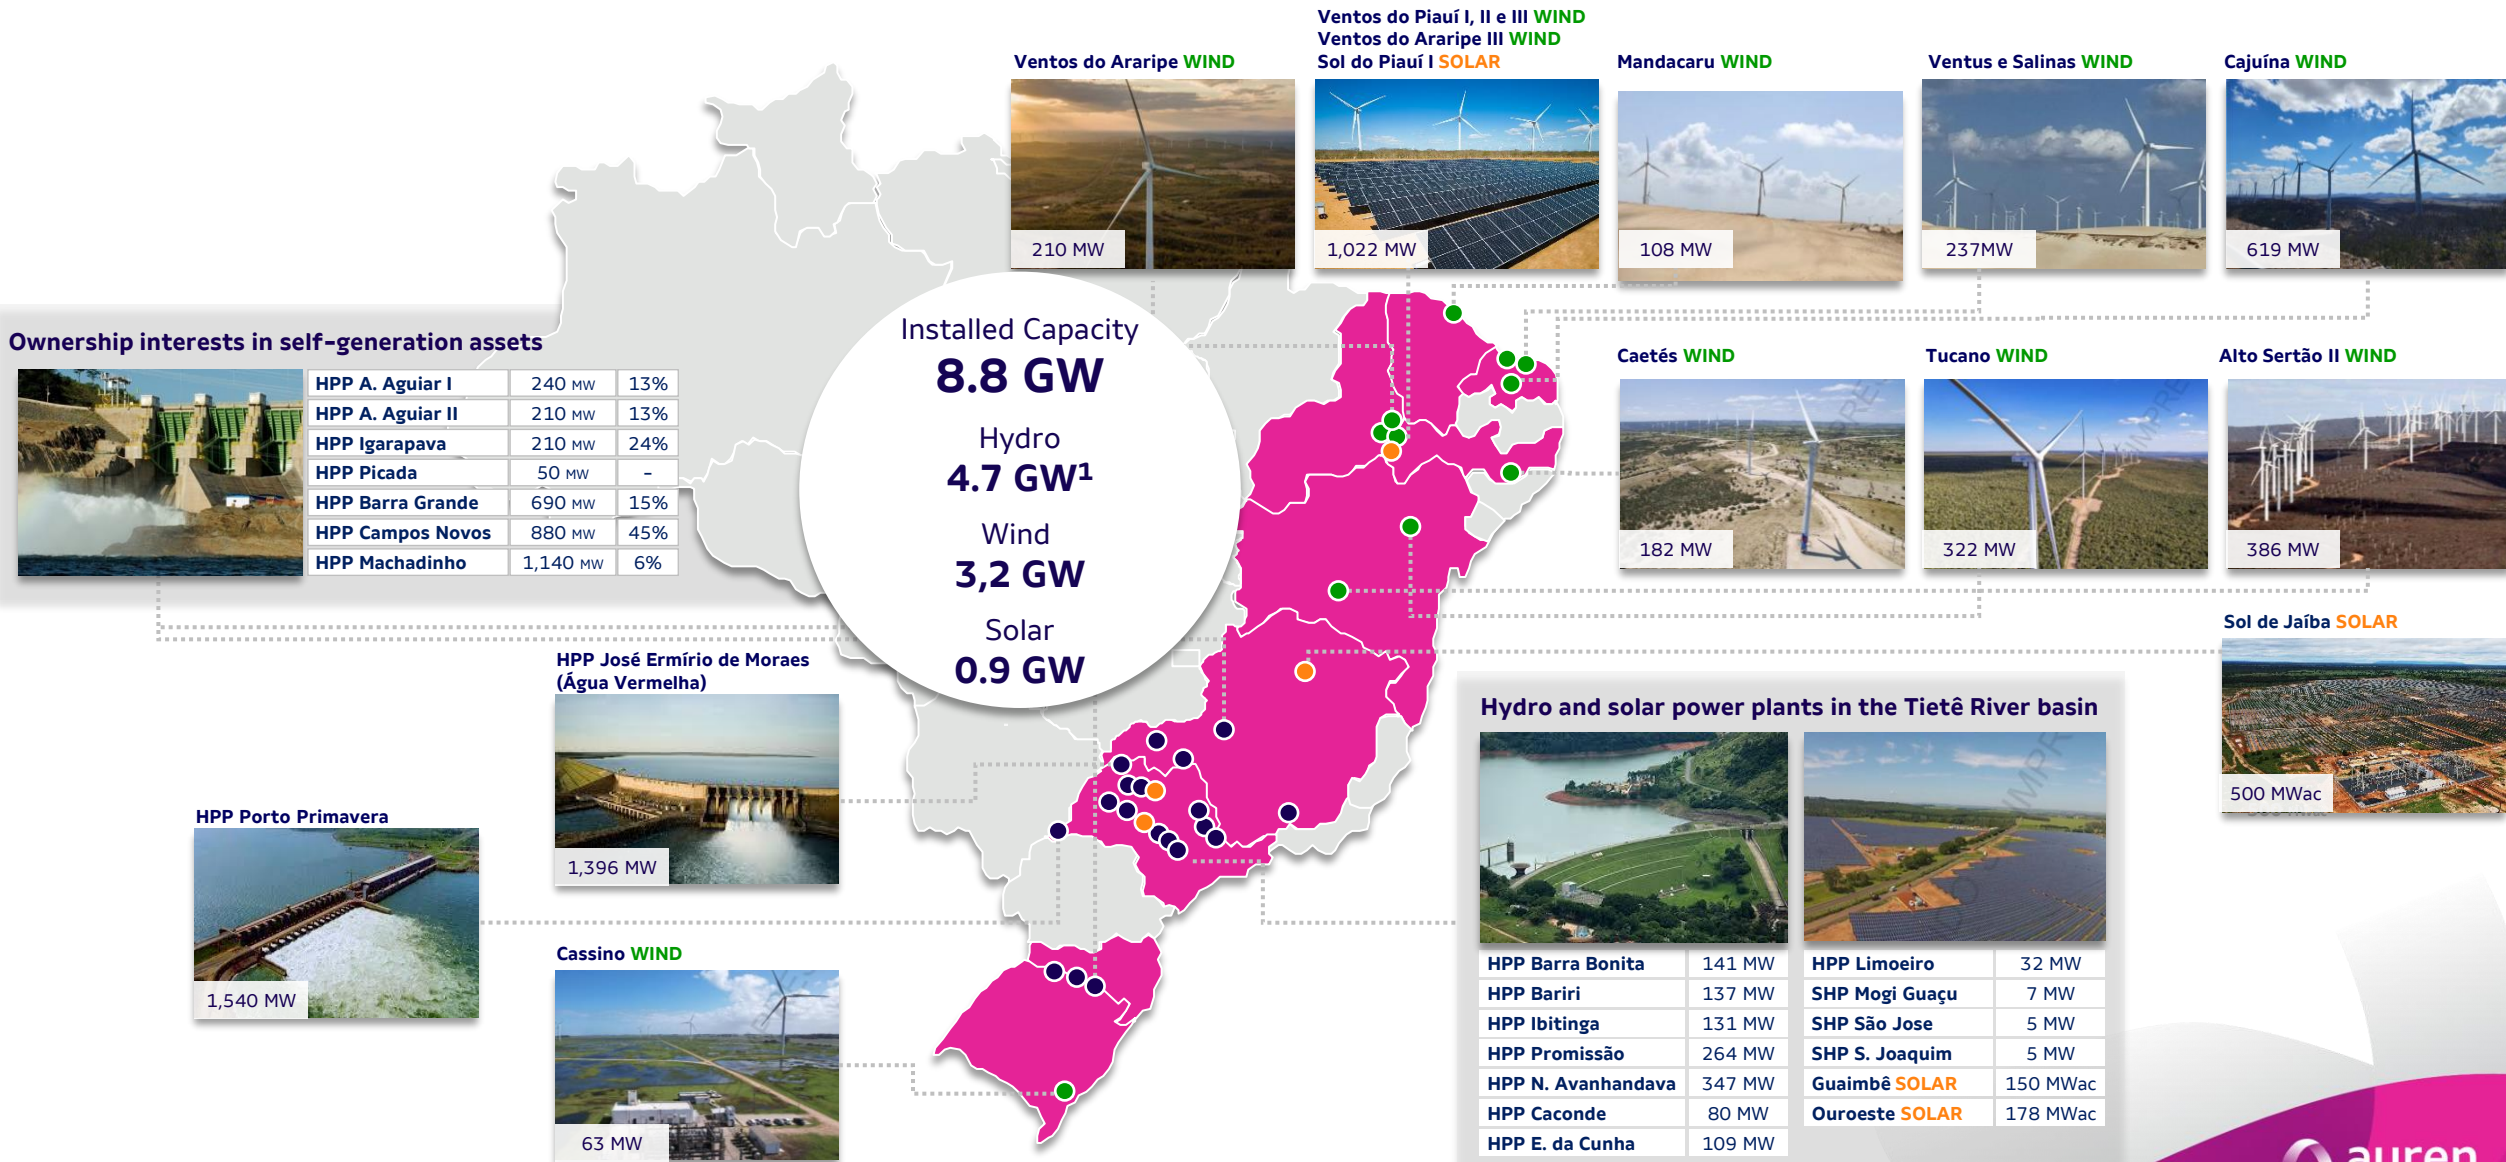 Ventos do Piauí I, II e III WIND
Ventos do Araripe III WIND
Sol do Piauí I SOLAR
Ventos do Araripe WIND
Mandacaru WIND
Ventus e Salinas WIND
Cajuína WIND
210 MW
1,022 MW
108 MW
237MW
619 MW
Ownership interests in self-generation assets
HPP A. Aguiar I 240 MW 13%
HPP A. Aguiar II 210 MW 13%
HPP Igarapava 210 MW 24%
HPP Picada 50 MW -
HPP Barra Grande 690 MW 15%
HPP Campos Novos 880 MW 45%
HPP Machadinho 1,140 MW 6%
Installed Capacity
8.8 GW
Hydro
4.7 GW¹
Wind
3,2 GW
Solar
0.9 GW
Caetés WIND
Tucano WIND
Alto Sertão II WIND
182 MW
322 MW
386 MW
Sol de Jaíba SOLAR
500 MWac
HPP José Ermírio de Moraes
(Água Vermelha)
1,396 MW
HPP Porto Primavera
1,540 MW
Cassino WIND
63 MW
Hydro and solar power plants in the Tietê River basin
HPP Barra Bonita 141 MW
HPP Bariri 137 MW
HPP Ibitinga 131 MW
HPP Promissão 264 MW
HPP N. Avanhandava 347 MW
HPP Caconde 80 MW
HPP E. da Cunha 109 MW
HPP Limoeiro 32 MW
SHP Mogi Guaçu 7 MW
SHP São Jose 5 MW
SHP S. Joaquim 5 MW
Guaimbê SOLAR 150 MWac
Ouroeste SOLAR 178 MWac
auren